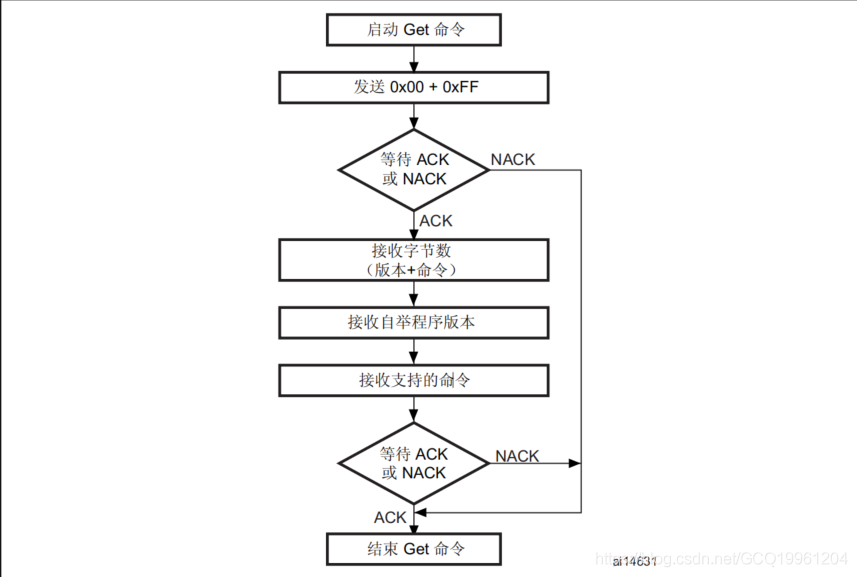 启动 Get 命令
发送 0x00 + 0xFF
等待 ACK
或 NACK
NACK
ACK
接收字节数
（版本+命令）
接收自举程序版本
接收支持的命令
等待 ACK
或 NACK
NACK
ACK
结束 Get 命令
ai14631
https://blog.csdn.net/GCQ19961204